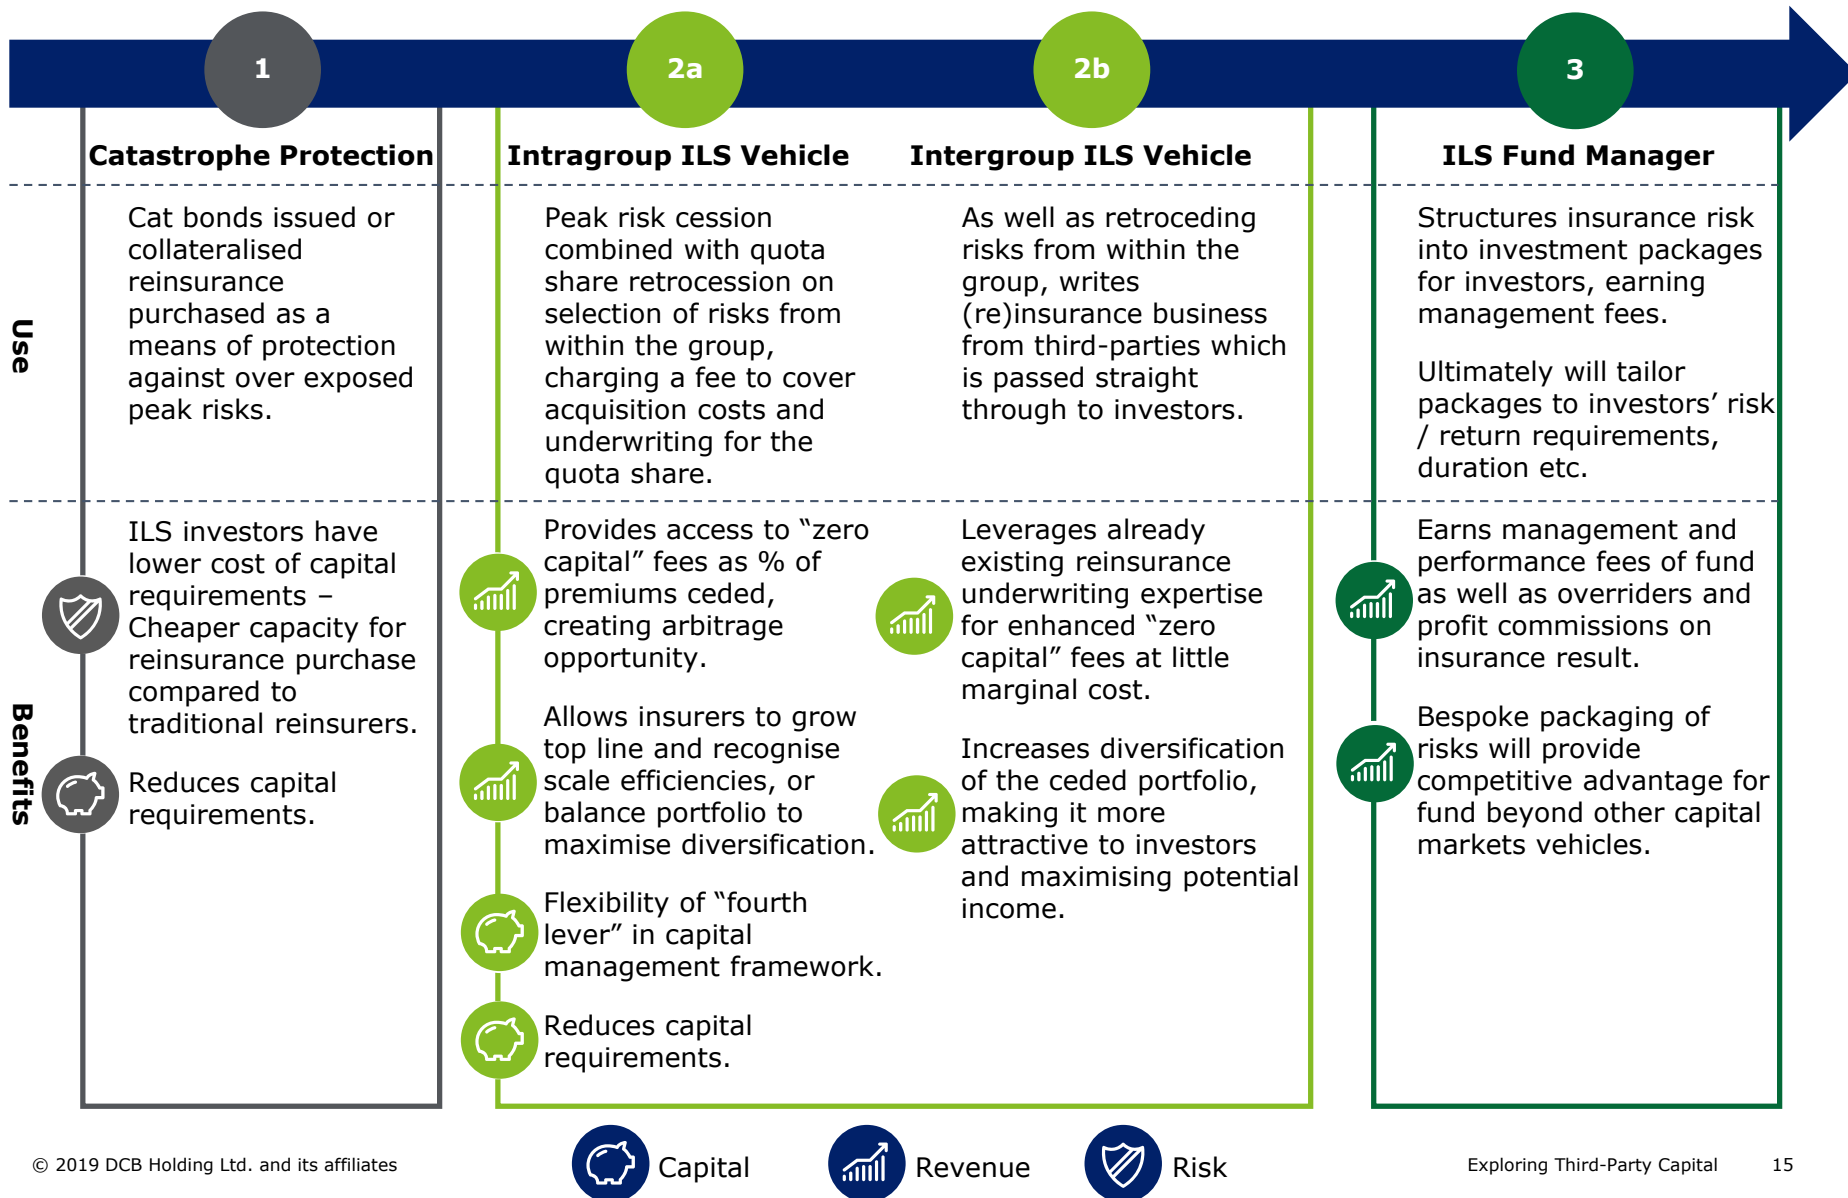 1
2a
2b
3
Catastrophe Protection
Intragroup ILS Vehicle
Intergroup ILS Vehicle
ILS Fund Manager
Use
Cat bonds issued or
collateralised
reinsurance
purchased as a
means of protection
against over exposed
peak risks.
Peak risk cession
combined with quota
share retrocession on
selection of risks from
within the group,
charging a fee to cover
acquisition costs and
underwriting for the
quota share.
As well as retroceding
risks from within the
group, writes
(re)insurance business
from third-parties which
is passed straight
through to investors.
Structures insurance risk
into investment packages
for investors, earning
management fees.
Ultimately will tailor
packages to investors’ risk
/ return requirements,
duration etc.
Benefits
ILS investors have
lower cost of capital
requirements –
Cheaper capacity for
reinsurance purchase
compared to
traditional reinsurers.
Reduces capital
requirements.
Provides access to “zero
capital” fees as % of
premiums ceded,
creating arbitrage
opportunity.
Allows insurers to grow
top line and recognise
scale efficiencies, or
balance portfolio to
maximise diversification.
Flexibility of “fourth
lever” in capital
management framework.
Reduces capital
requirements.
Leverages already
existing reinsurance
underwriting expertise
for enhanced “zero
capital” fees at little
marginal cost.
Increases diversification
of the ceded portfolio,
making it more
attractive to investors
and maximising potential
income.
Earns management and
performance fees of fund
as well as overriders and
profit commissions on
insurance result.
Bespoke packaging of
risks will provide
competitive advantage for
fund beyond other capital
markets vehicles.
© 2019 DCB Holding Ltd. and its affiliates
Capital
Revenue
Risk
Exploring Third-Party Capital
15